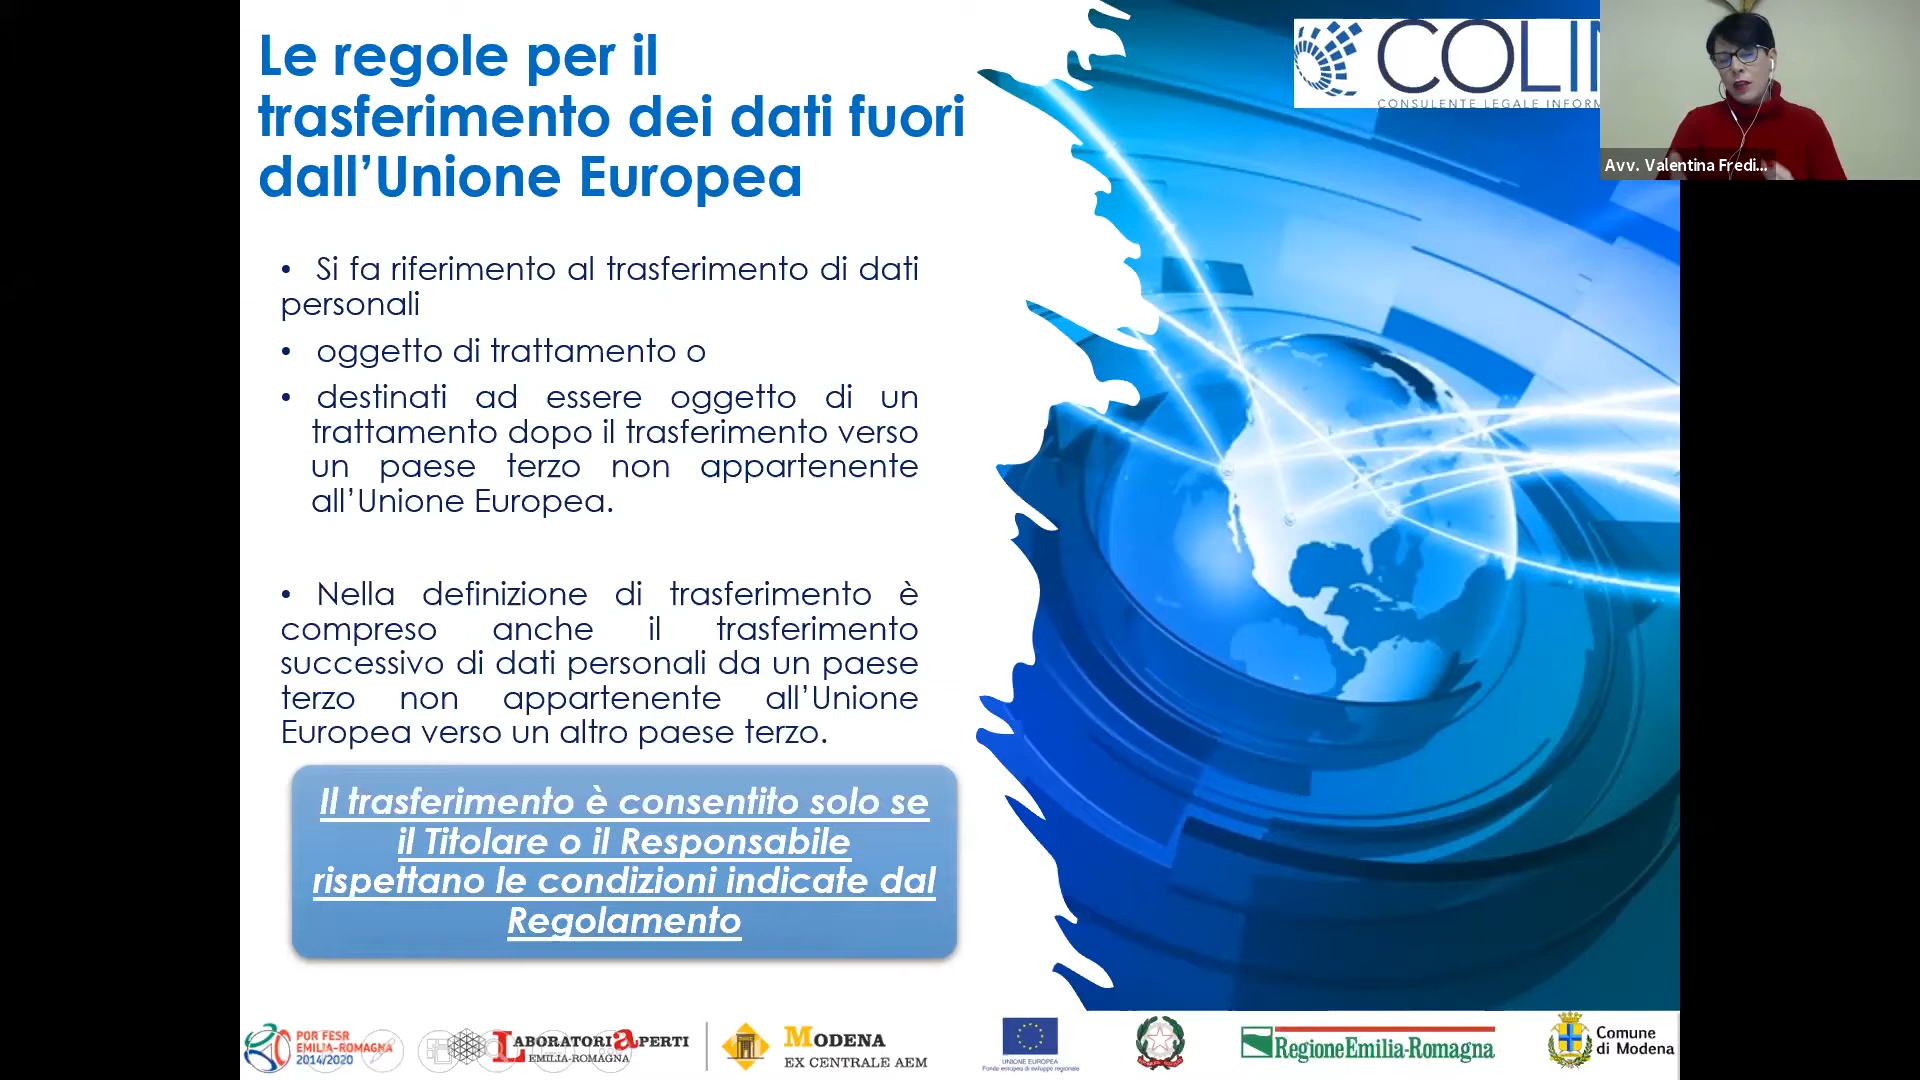 Le regole per il
trasferimento dei dati fuori
dall’Unione Europea
COLI
CONSULENTE LEGALE INFORM
Avv. Valentina Fredi...
• Si fa riferimento al trasferimento di dati
personali
• oggetto di trattamento o
• destinati ad essere oggetto di un
trattamento dopo il trasferimento verso
un paese terzo non appartenente
all’Unione Europea.
• Nella definizione di trasferimento è
compreso anche il trasferimento
successivo di dati personali da un paese
terzo non appartenente all’Unione
Europea verso un altro paese terzo.
Il trasferimento è consentito solo se
il Titolare o il Responsabile
rispettano le condizioni indicate dal
Regolamento
POR FESR
EMILIA-ROMAGNA
2014/2020
LABORATORI APERTI
EMILIA-ROMAGNA
MODENA
EX CENTRALE AEM
UNIONE EUROPEA
Fondo europeo di sviluppo regionale
RegioneEmilia-Romagna
Comune
di Modena